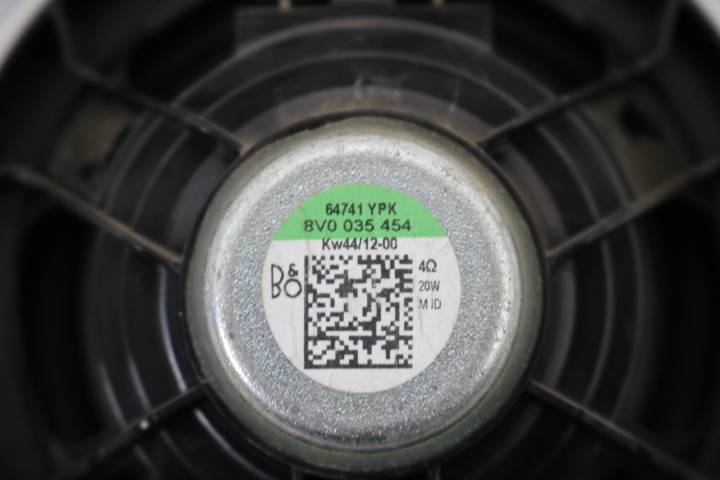 64741 YPK
8V0 035 454
Kw44/12-00
B&O
4Ω
20W
MID